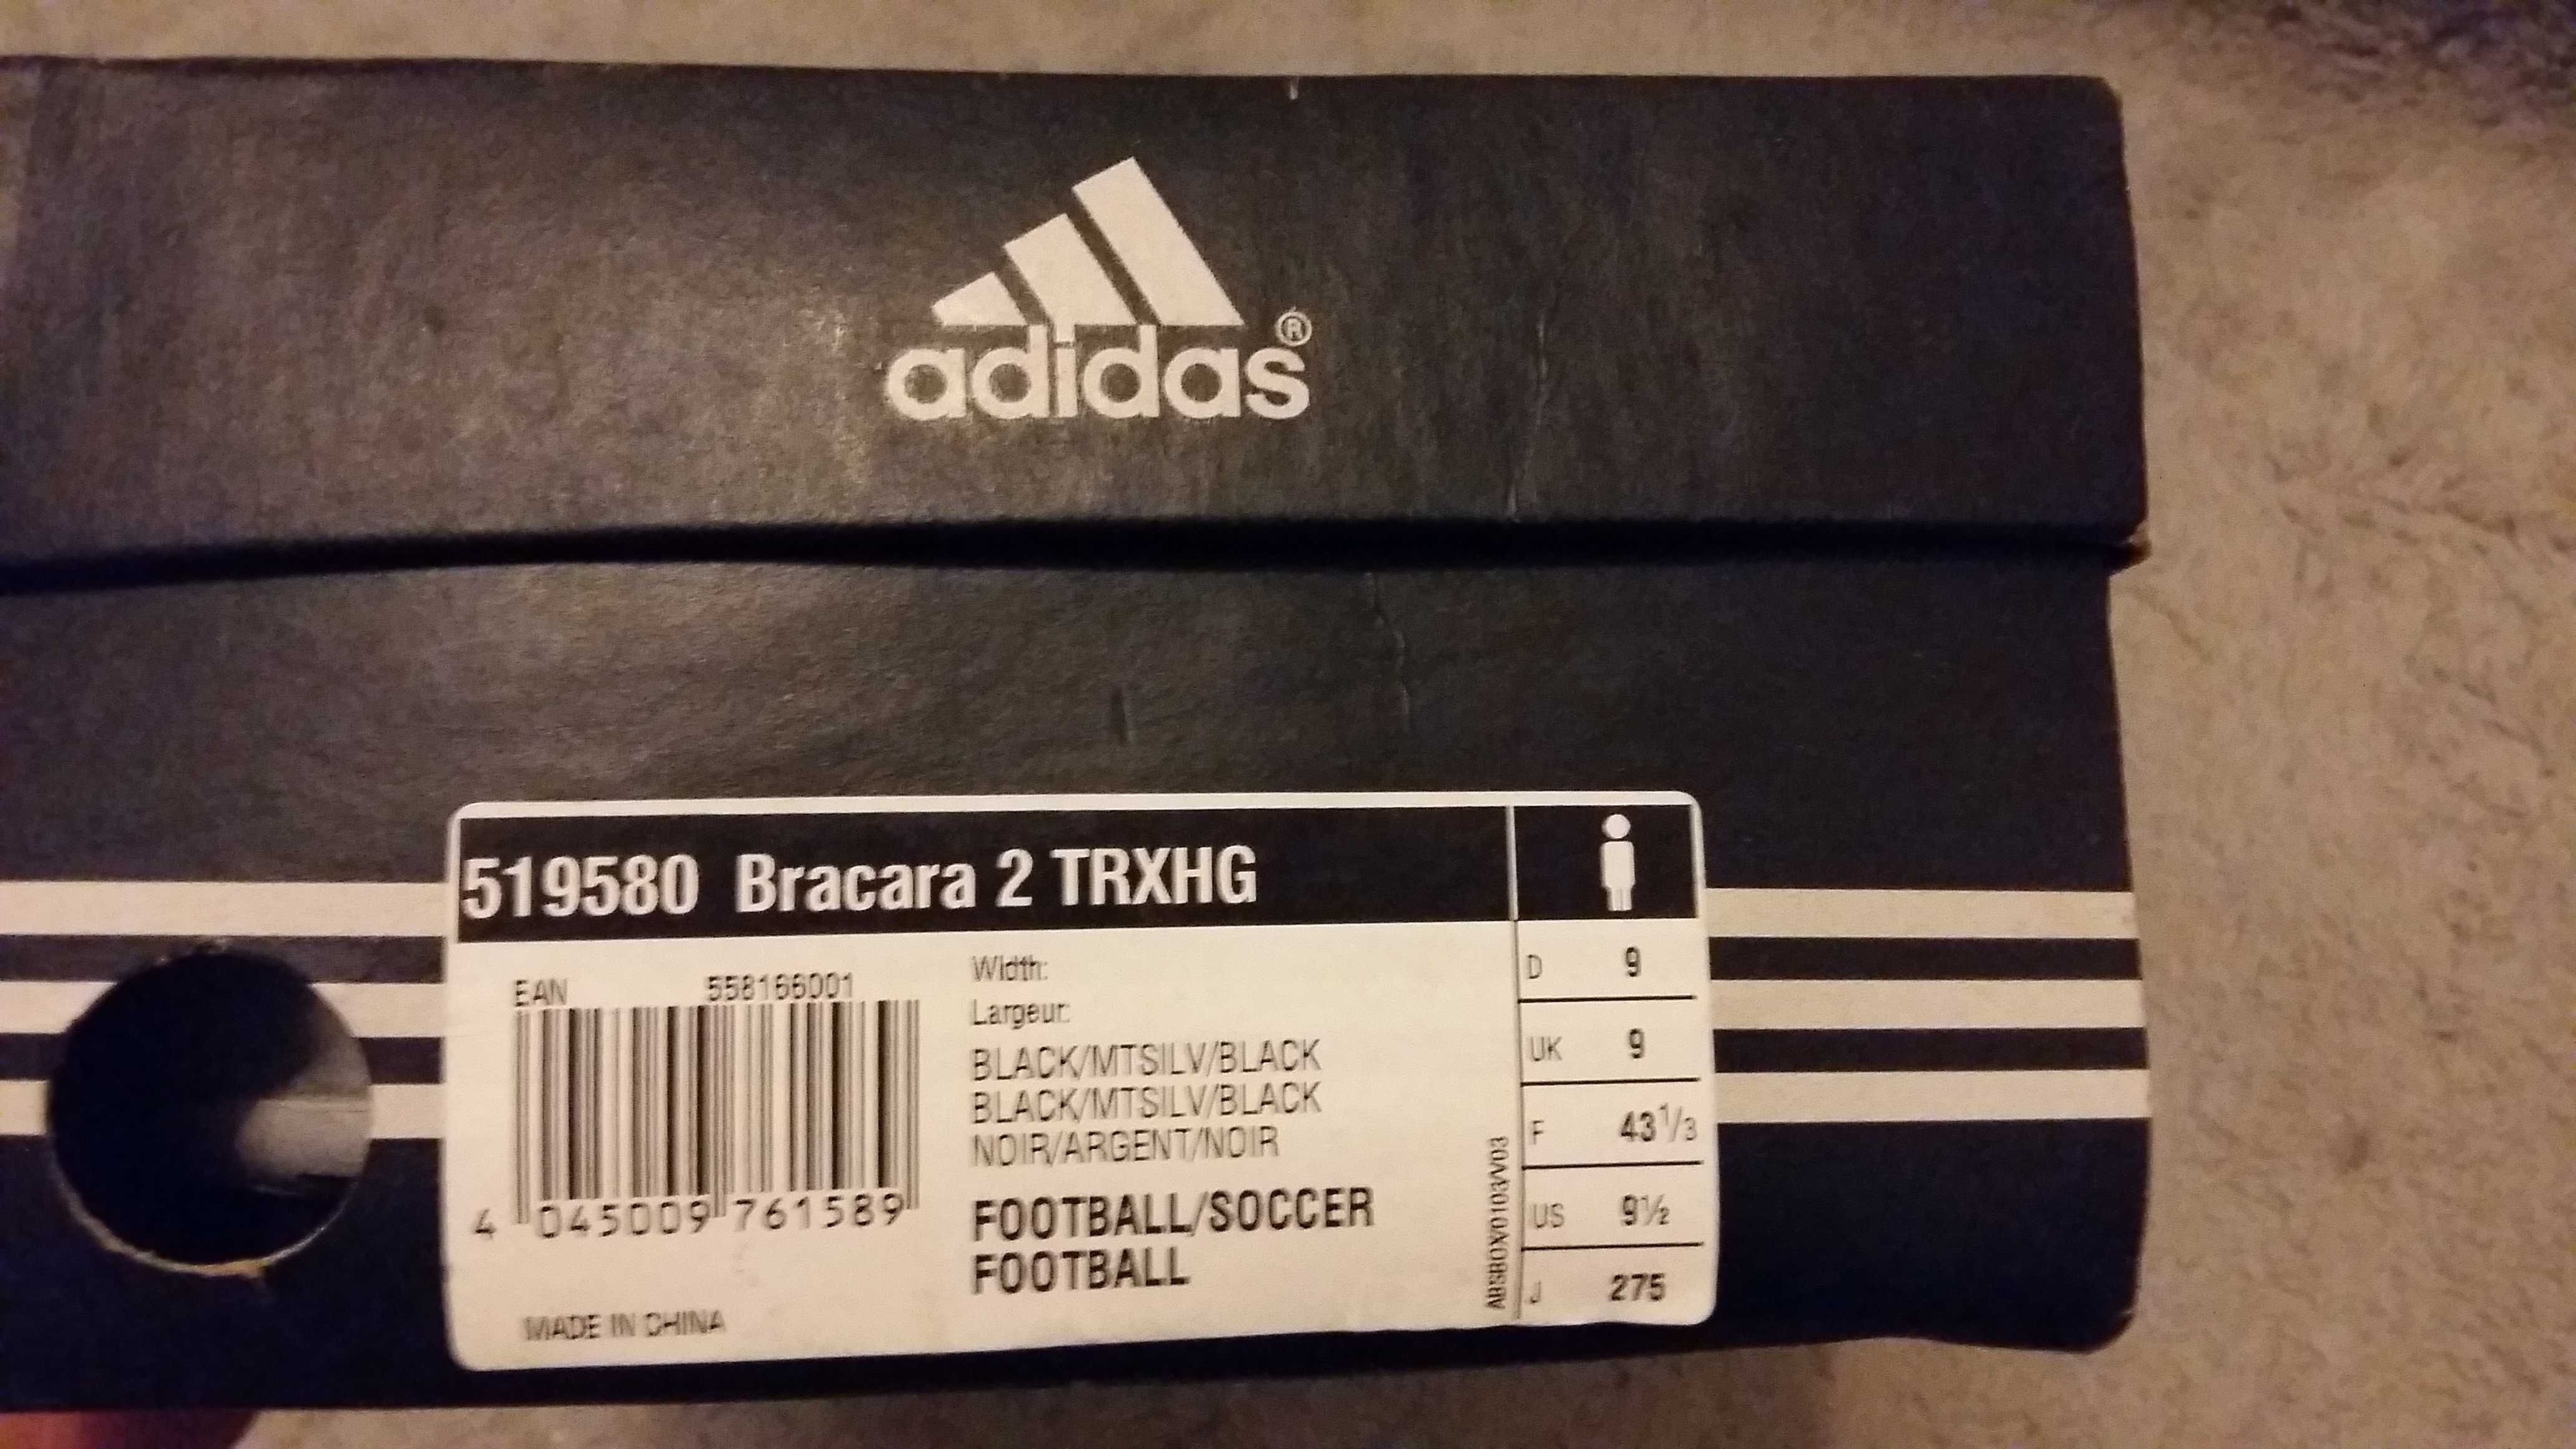 adidas®
519580 Bracara 2 TRXHG
EAN 558166001
4 045009 761589
MADE IN CHINA
Width:
Largeur:
BLACK/MTSILV/BLACK
BLACK/MTSILV/BLACK
NOIR/ARGENT/NOIR
FOOTBALL/SOCCER
FOOTBALL
ABSBOX/0103/V03
D 9
UK 9
F 43 1/3
US 9½
J 275